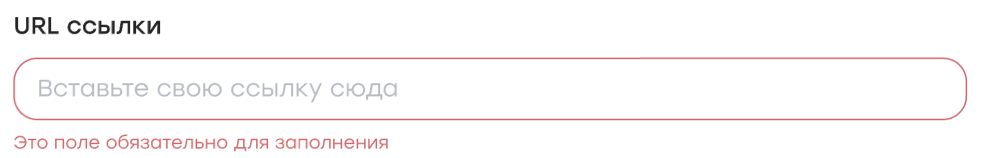 URL ссылки
Вставьте свою ссылку сюда
Это поле обязательно для заполнения